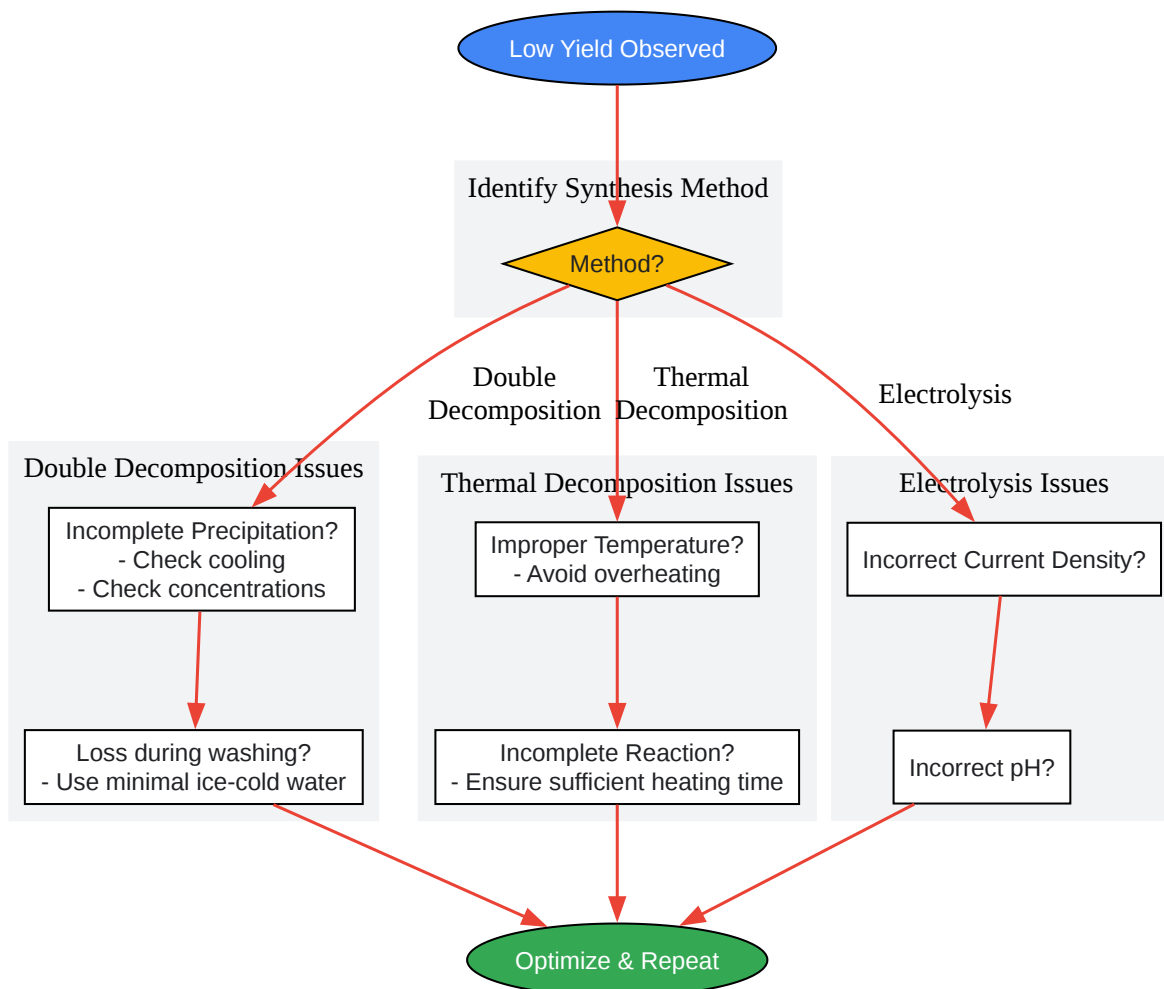 Low Yield Observed
Identify Synthesis Method
Method?
Double
Decomposition
Thermal
Decomposition
Electrolysis
Double Decomposition Issues
Incomplete Precipitation?
- Check cooling
- Check concentrations
Loss during washing?
- Use minimal ice-cold water
Thermal Decomposition Issues
Improper Temperature?
- Avoid overheating
Incomplete Reaction?
- Ensure sufficient heating time
Electrolysis Issues
Incorrect Current Density?
Incorrect pH?
Optimize & Repeat